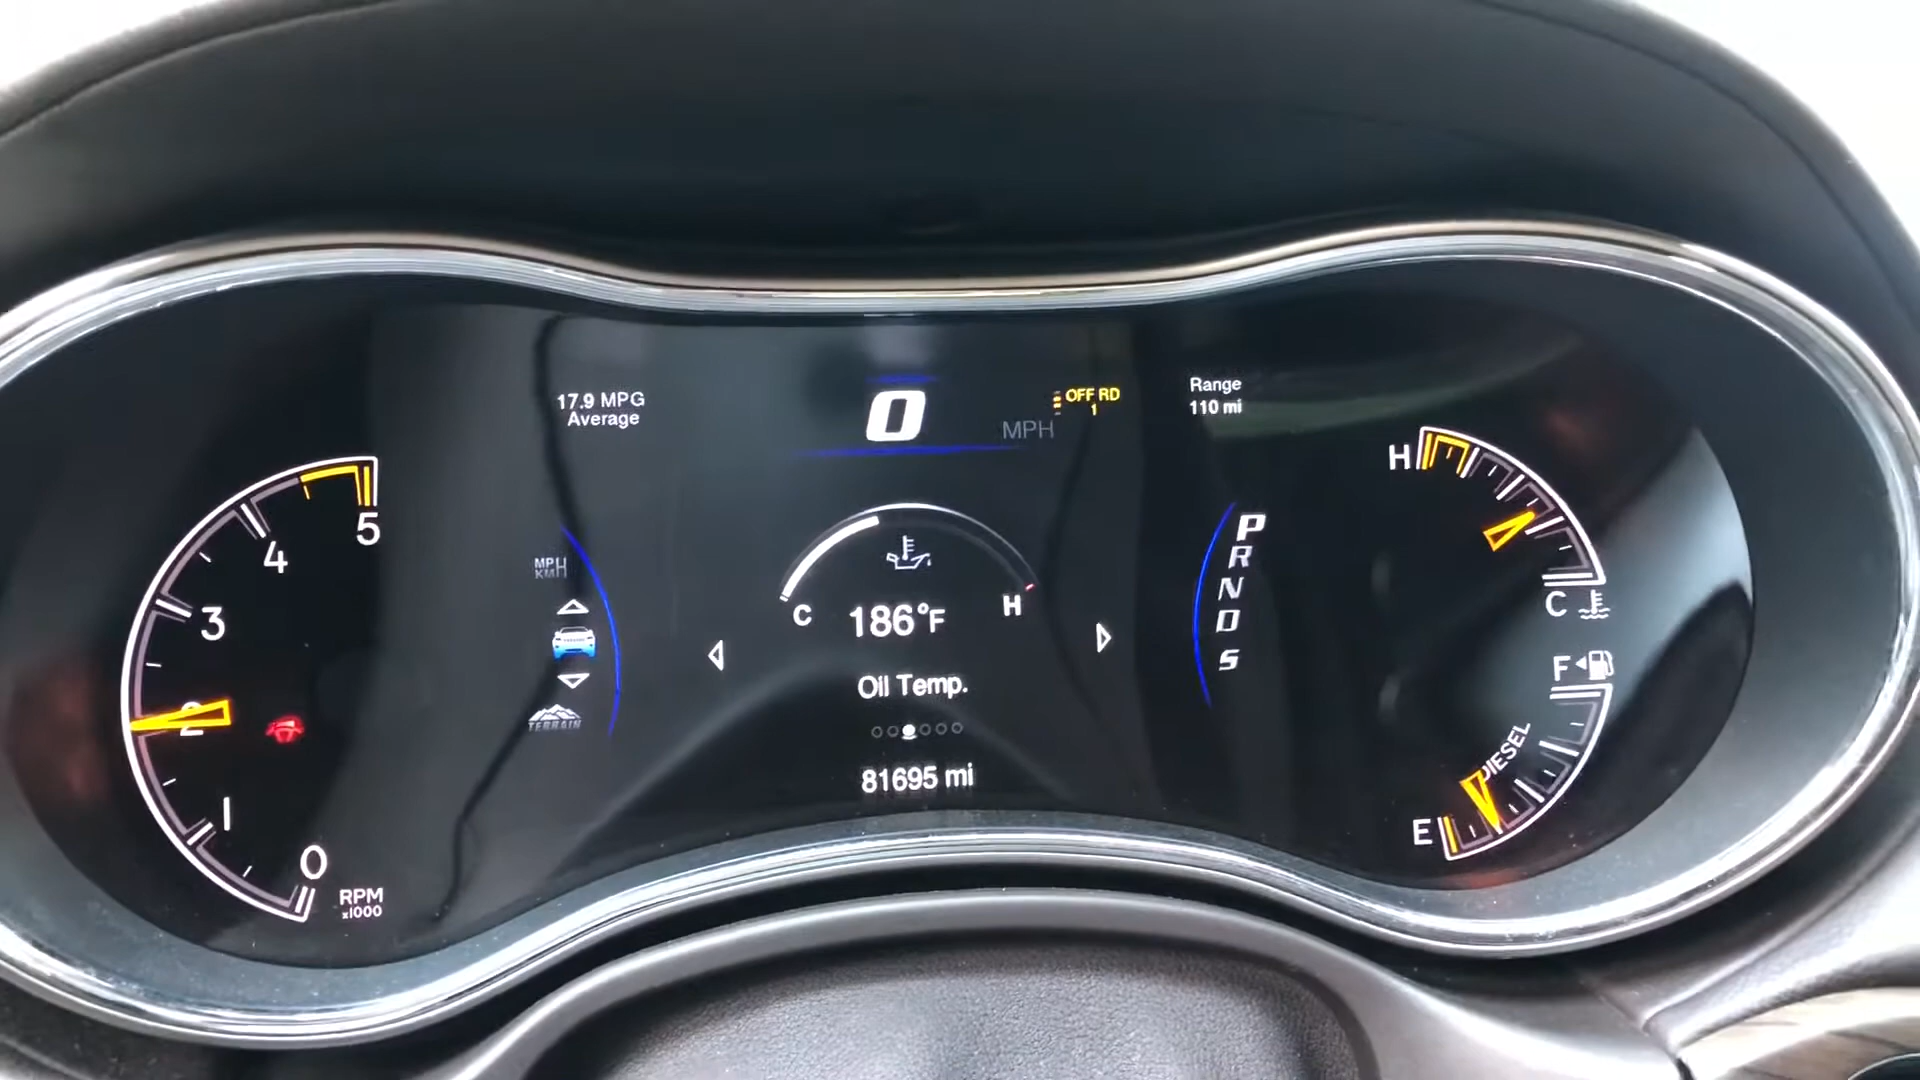 17.9 MPG
Average
0
MPH
OFF RD
1
Range
110 mi
5
4
3
2
1
0
RPM
x1000
MPH
KMH
TERRAIN
C
H
186°F
Oil Temp.
81695 mi
P
R
N
D
S
H
C
F
DIESEL
E